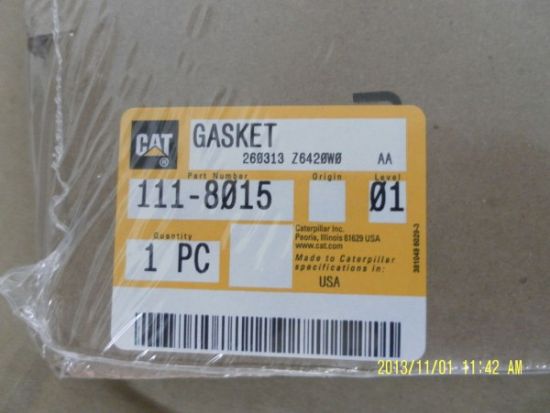 CAT
®
GASKET
260313 Z6420W0 AA
Part Number
Origin
Level
111-8015
01
Quantity
1 PC
Caterpillar Inc.
Peoria, Illinois 61629 USA
www.cat.com
Made to Caterpillar
specifications in:
USA
2013/11/01 11:42 AM